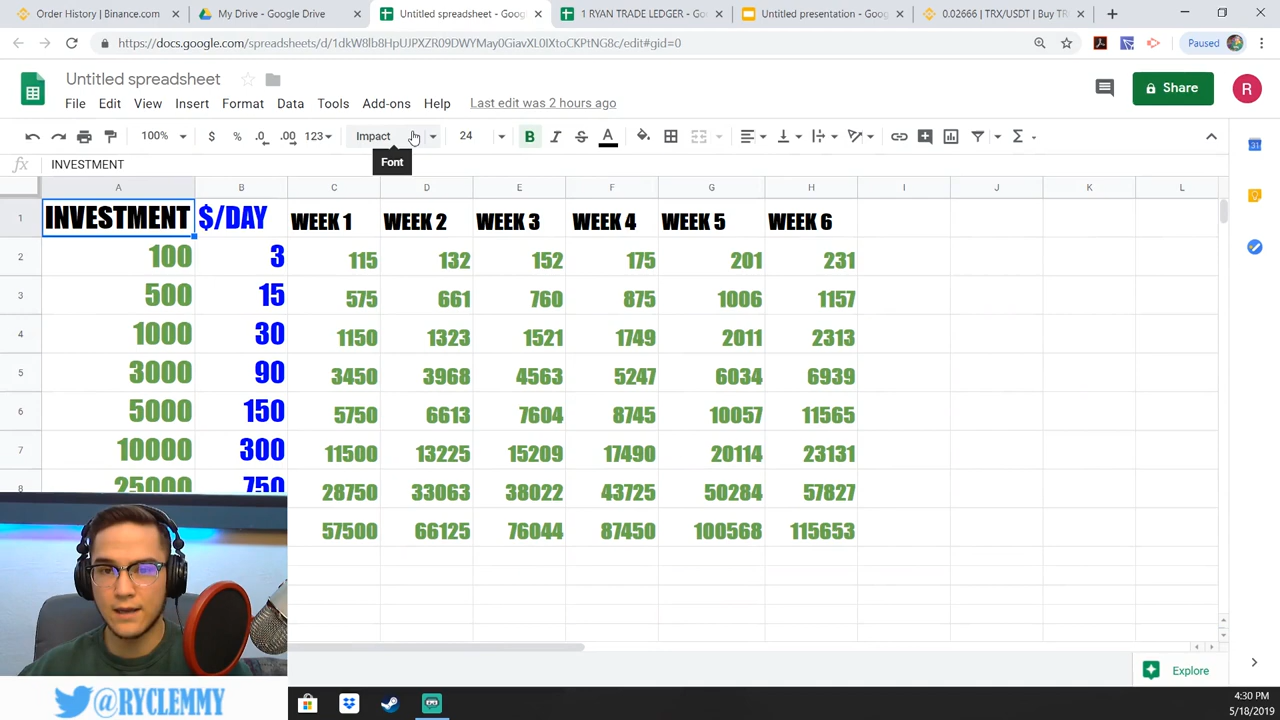 Order History | Binance.com
My Drive - Google Drive
Untitled spreadsheet - Goog
1 RYAN TRADE LEDGER - G
Untitled presentation - Goog
0.02666 | TRYUSDT | Buy TR
https://docs.google.com/spreadsheets/d/1dkW8lb8HpUJPXZR09DWYMay0GiavXL0IXtoCKPtNG8c/edit#gid=0
Paused
Untitled spreadsheet
File Edit View Insert Format Data Tools Add-ons Help Last edit was 2 hours ago
Share
R
100% $ % .0 .00 123 Impact 24 B I S A
Font
fx INVESTMENT
A B C D E F G H I J K L
1 INVESTMENT $/DAY WEEK 1 WEEK 2 WEEK 3 WEEK 4 WEEK 5 WEEK 6
2 100 3 115 132 152 175 201 231
3 500 15 575 661 760 875 1006 1157
4 1000 30 1150 1323 1521 1749 2011 2313
5 3000 90 3450 3968 4563 5247 6034 6939
6 5000 150 5750 6613 7604 8745 10057 11565
7 10000 300 11500 13225 15209 17490 20114 23131
8 25000 750 28750 33063 38022 43725 50284 57827
57500 66125 76044 87450 100568 115653
Explore
@RYCLEMMY
4:30 PM
5/18/2019